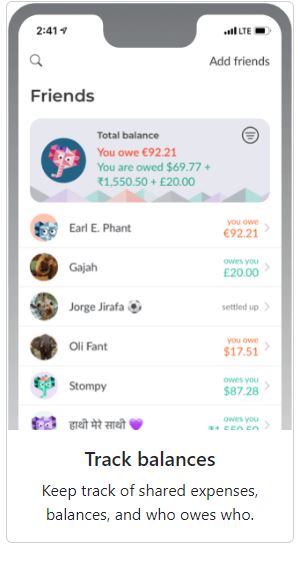 2:41 LTE
Add friends
Friends
Total balance
You owe €92.21
You are owed $69.77 +
₹1,550.50 + £20.00
you owe
Earl E. Phant
€92.21
owes you
Gajah
£20.00
Jorge Jirafa ⚽ settled up
you owe
Oli Fant
$17.51
owes you
Stompy
$87.28
owes you
हाथी मेरे साथी 💜
₹1,550.50
Track balances
Keep track of shared expenses,
balances, and who owes who.